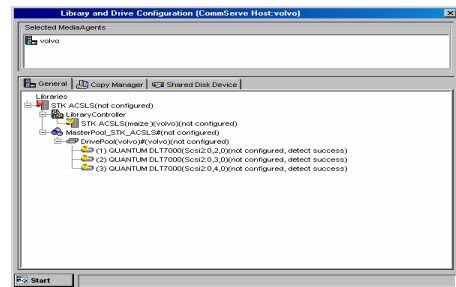 Library and Drive Configuration (CommServe Host:volvo)
Selected MediaAgents
volvo
General
Copy Manager
Shared Disk Device
Libraries
STK ACSLS(not configured)
LibraryController
STK ACSLS(maize )(volvo)(not configured)
MasterPool_STK_ACSLS#(not configured)
DrivePool(volvo)#(volvo)(not configured)
(1) QUANTUM DLT7000(Scsi2:0,2,0)(not configured, detect success)
(2) QUANTUM DLT7000(Scsi2:0,3,0)(not configured, detect success)
(3) QUANTUM DLT7000(Scsi2:0,4,0)(not configured, detect success)
Start